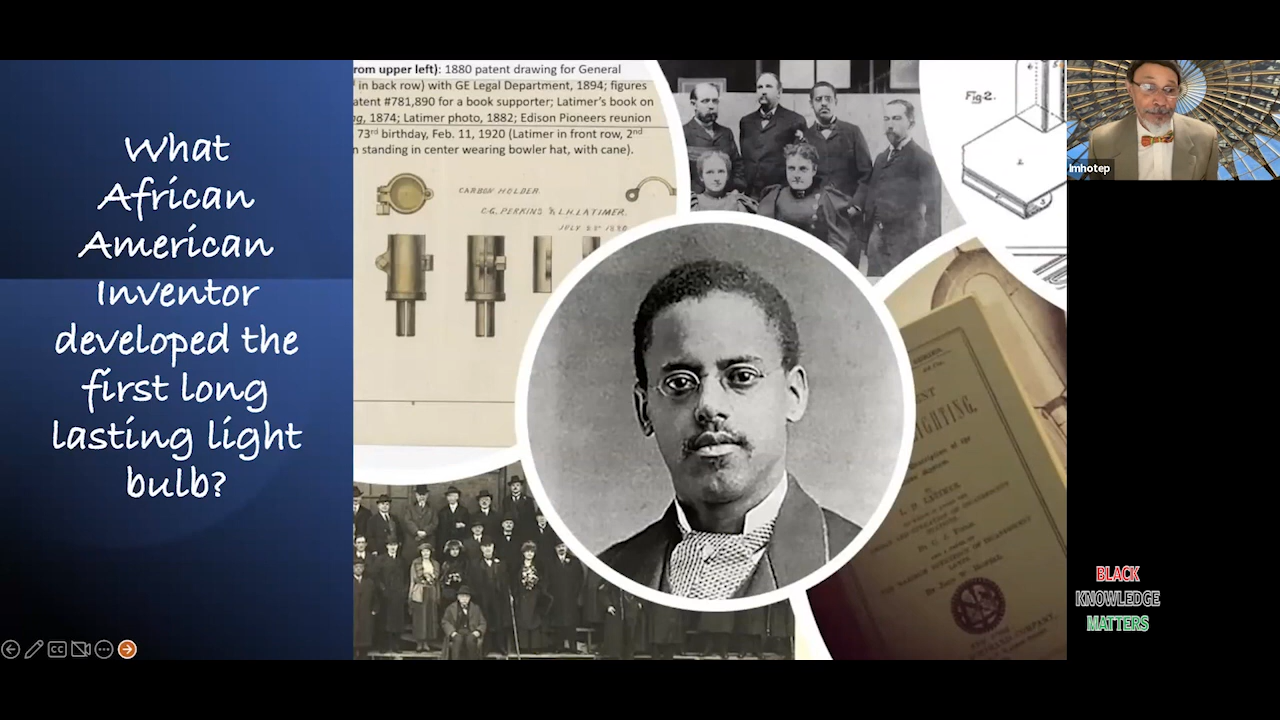 What
African
American
Inventor
developed the
first long
lasting light
bulb?
rom upper left): 1880 patent drawing for General
in back row) with GE Legal Department, 1894; figures
atent #781,890 for a book supporter; Latimer's book on
g, 1874; Latimer photo, 1882; Edison Pioneers reunion
73rd birthday, Feb. 11, 1920 (Latimer in front row, 2nd
n standing in center wearing bowler hat, with cane).
CARBON HOLDER.
C.G. PERKINS & L.H. LATIMER.
Fig 2.
LIGHTING.
Imhotep
BLACK
KNOWLEDGE
MATTERS
CC